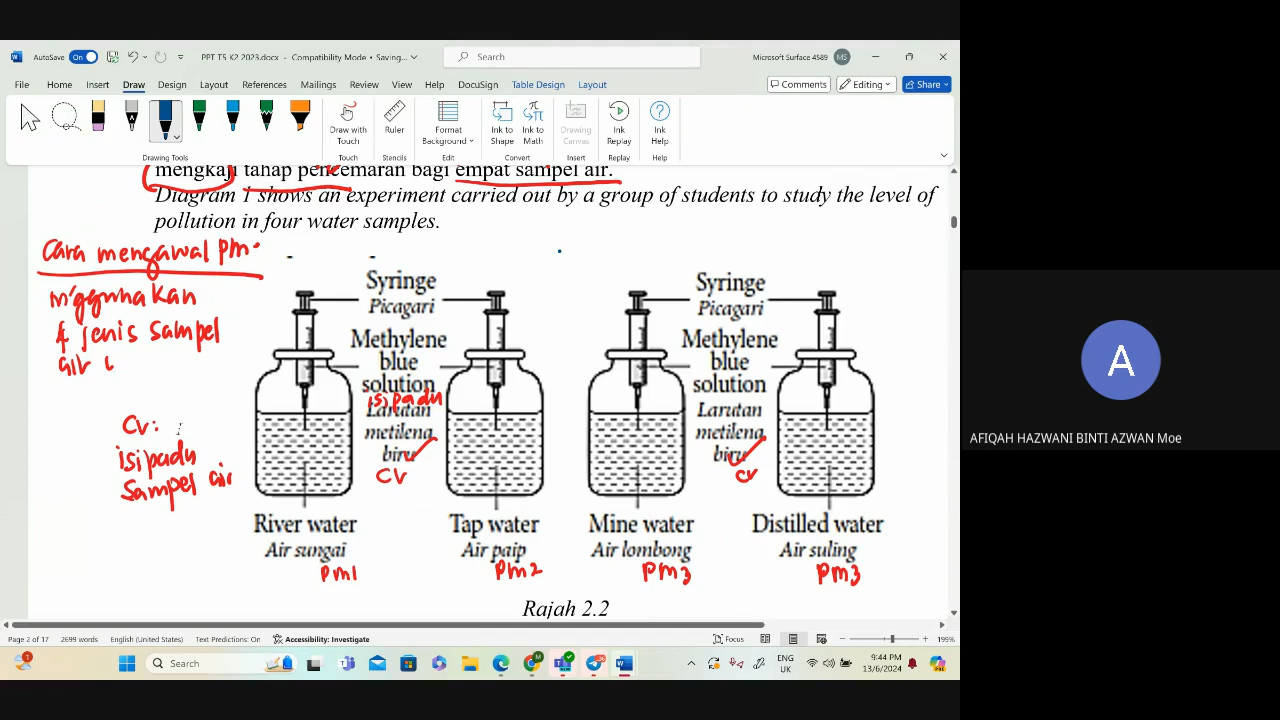 AutoSave On PPT T5 K2 2023.docx - Compatibility Mode • Saving... Search Microsoft Surface 4589 MS
File Home Insert Draw Design Layout References Mailings Review View DocuSign Table Design Layout Comments Editing Share
Draw with Touch Ruler Format Background Ink to Shape Ink to Math Drawing Canvas Ink Replay Ink Help
Drawing Tools Touch Stencils Edit Convert Insert Replay Help
mengkaji tahap pencemaran bagi empat sampel air.
Diagram 1 shows an experiment carried out by a group of students to study the level of
pollution in four water samples.
Cara mengawal Pm
m'ggunakan
4 jenis sampel
air
Cv:
isipadu
sampel air
Syringe
Picagari
Methylene
blue
solution
isipadu
Larutan
metilena
biru
CV
Syringe
Picagari
Methylene
blue
solution
Larutan
metilena
biru
CV
River water Tap water Mine water Distilled water
Air sungai Air paip Air lombong Air suling
Pm1 Pm2 Pm3 Pm3
Rajah 2.2
Page 2 of 17 2699 words English (United States) Text Predictions: On Accessibility: Investigate Focus 199%
Search ENG UK 9:44 PM 13/6/2024
A
AFIQAH HAZWANI BINTI AZWAN Moe